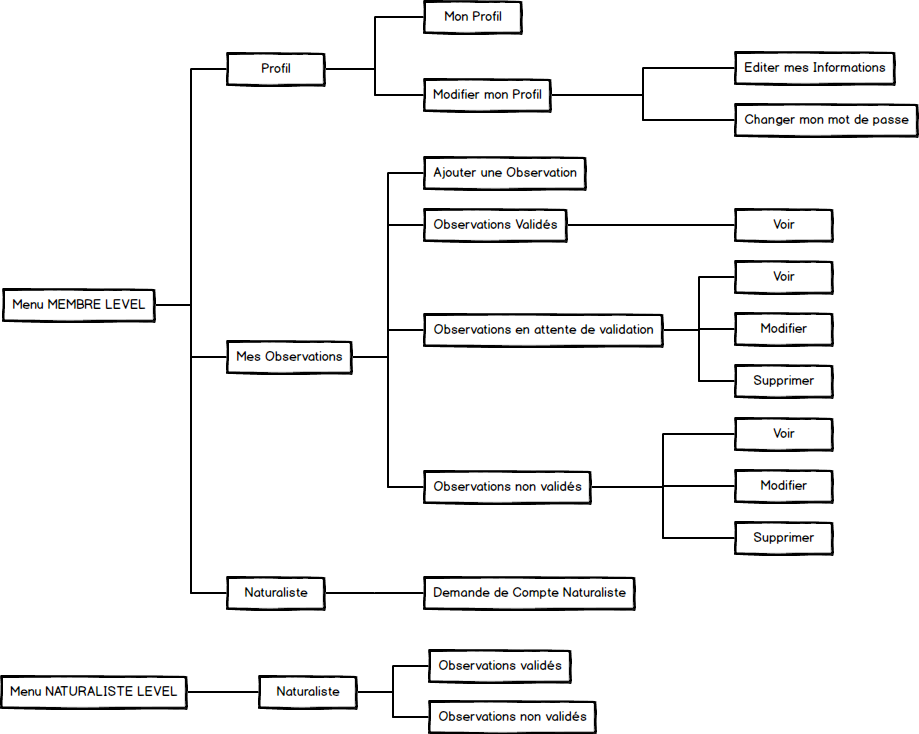 Mon Profil
Profil
Modifier mon Profil
Editer mes Informations
Changer mon mot de passe
Ajouter une Observation
Observations Validés
Voir
Menu MEMBRE LEVEL
Mes Observations
Observations en attente de validation
Voir
Modifier
Supprimer
Observations non validés
Voir
Modifier
Supprimer
Naturaliste
Demande de Compte Naturaliste
Menu NATURALISTE LEVEL
Naturaliste
Observations validés
Observations non validés